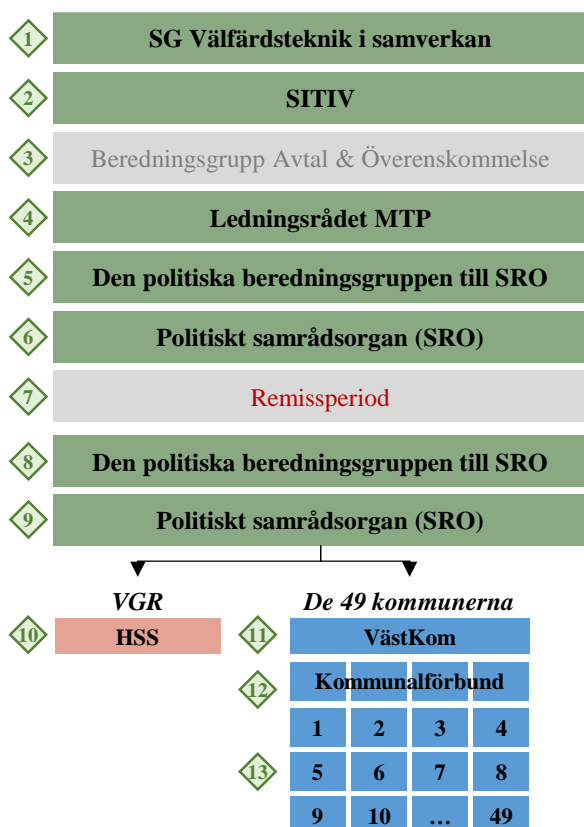 1 SG Välfärdsteknik i samverkan
2 SITIV
3 Beredningsgrupp Avtal & Överenskommelse
4 Ledningsrådet MTP
5 Den politiska beredningsgruppen till SRO
6 Politiskt samrådsorgan (SRO)
7 Remissperiod
8 Den politiska beredningsgruppen till SRO
9 Politiskt samrådsorgan (SRO)
VGR De 49 kommunerna
10 HSS 11 VästKom
12 Kommunalförbund
1 2 3 4
13 5 6 7 8
9 10 ... 49